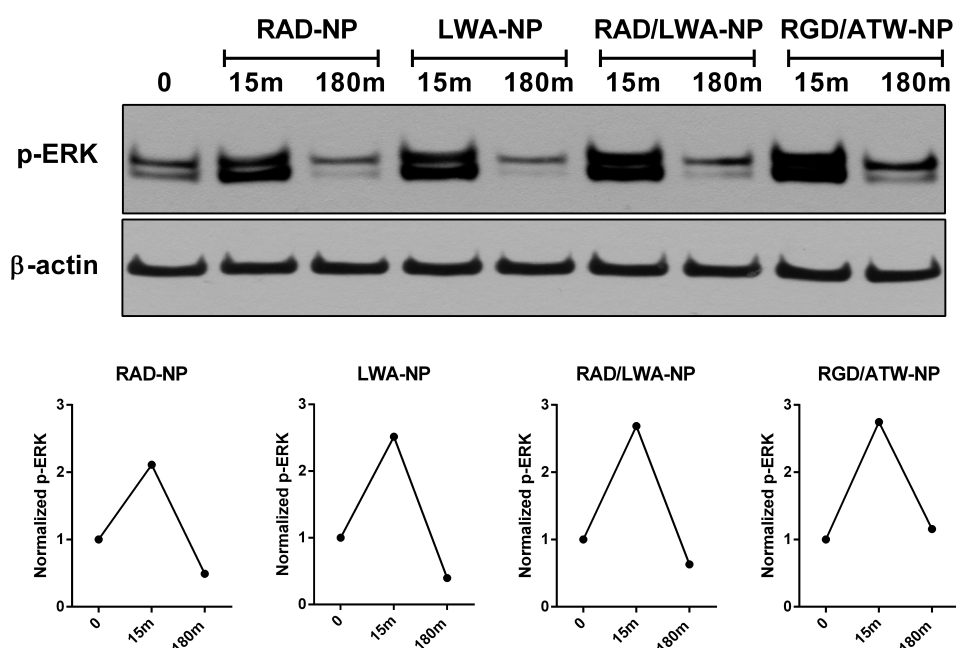 RAD-NP LWA-NP RAD/LWA-NP RGD/ATW-NP
0 15m 180m 15m 180m 15m 180m 15m 180m
p-ERK
β-actin
RAD-NP LWA-NP RAD/LWA-NP RGD/ATW-NP
Normalized p-ERK
3
2
1
0
0 15m 180m
Normalized p-ERK
3
2
1
0
0 15m 180m
Normalized p-ERK
3
2
1
0
0 15m 180m
Normalized p-ERK
3
2
1
0
0 15m 180m